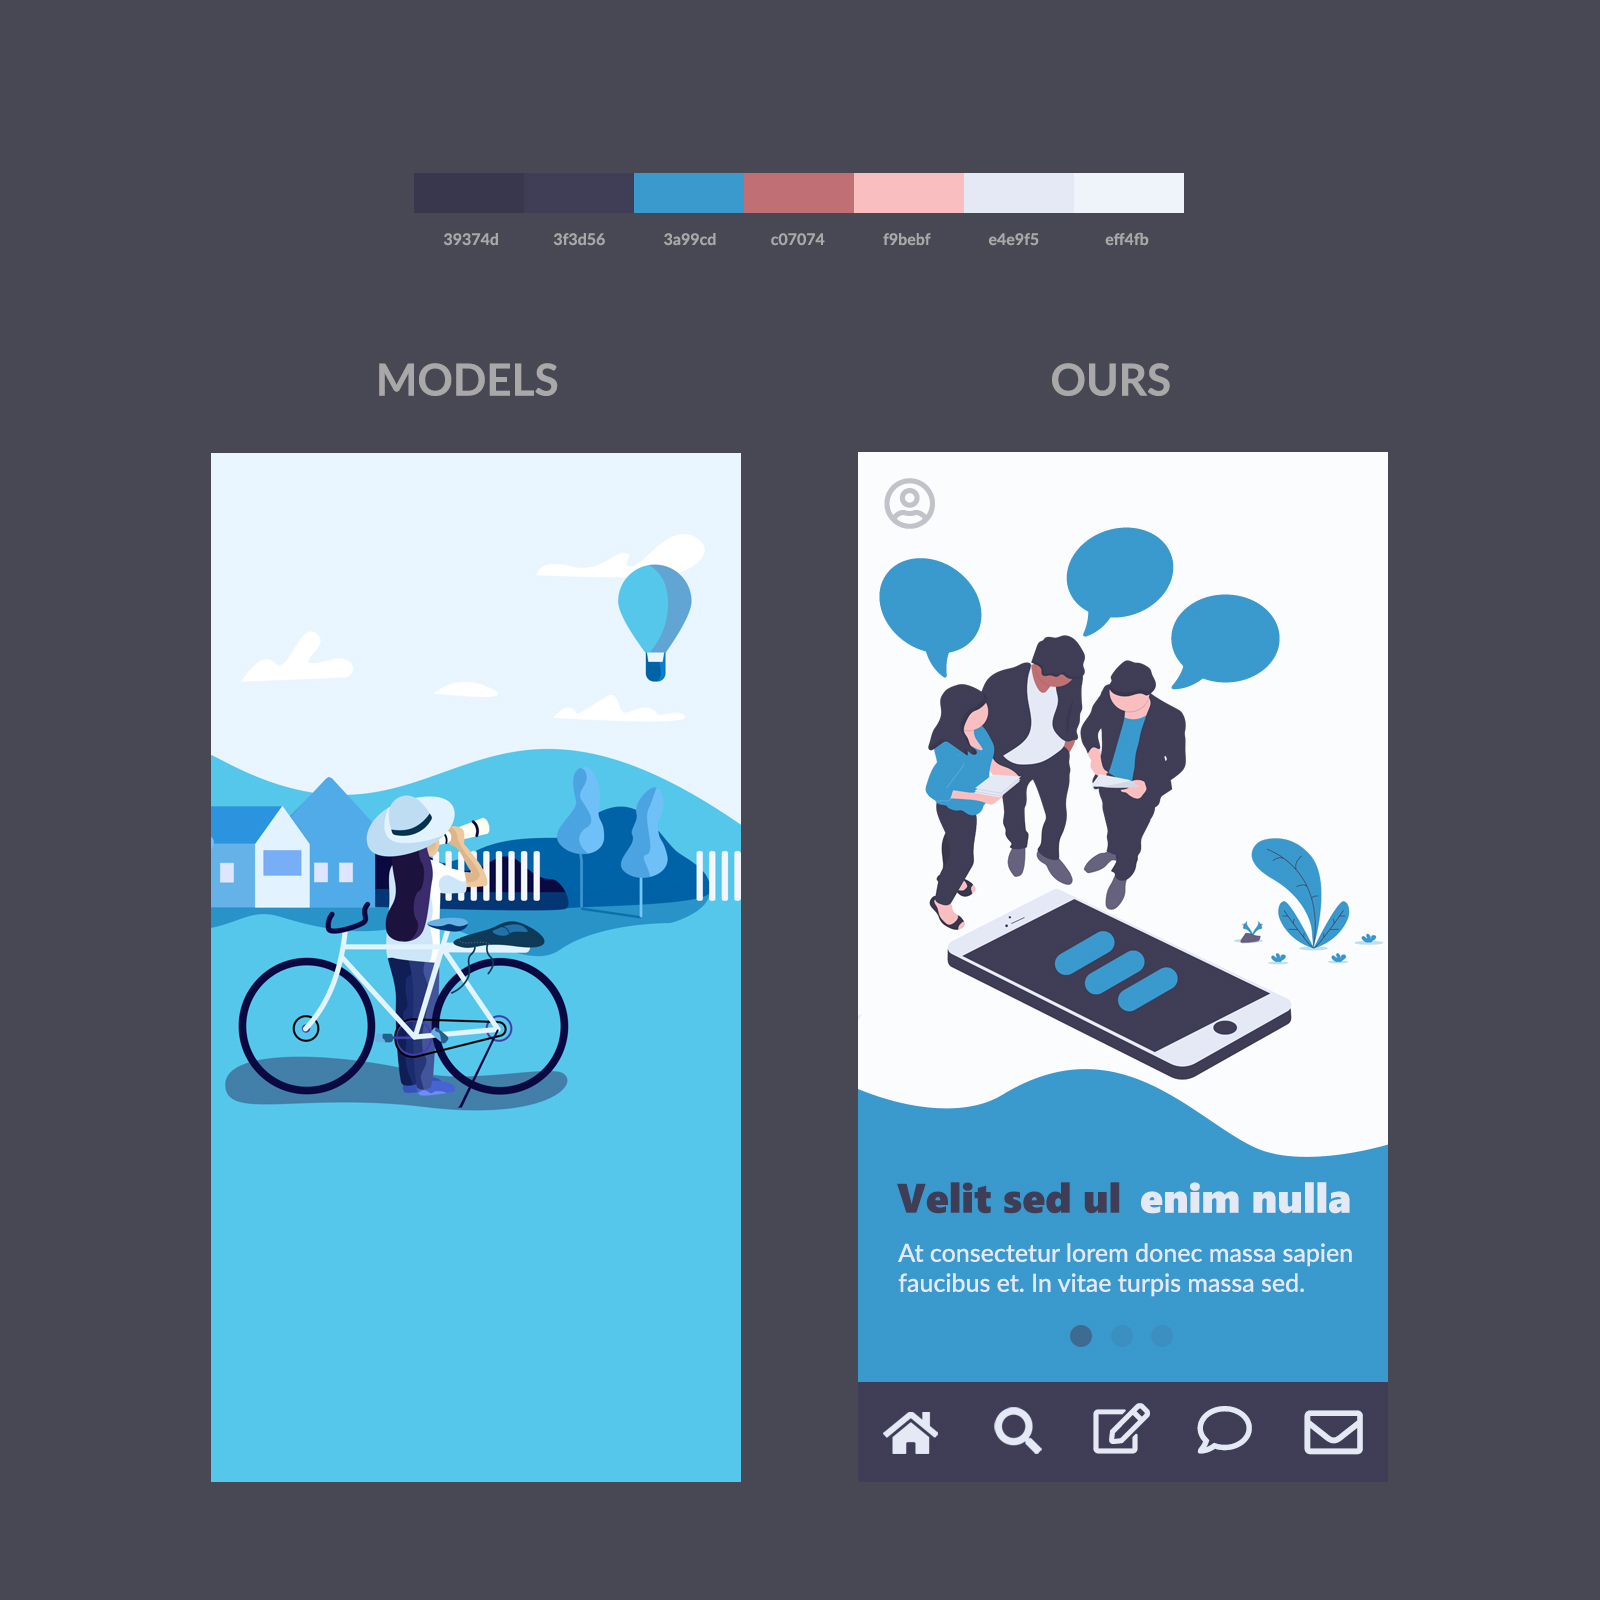 39374d 3f3d56 3a99cd c07074 f9bebf e4e9f5 eff4fb
MODELS
OURS
Velit sed ul enim nulla
At consectetur lorem donec massa sapien
faucibus et. In vitae turpis massa sed.